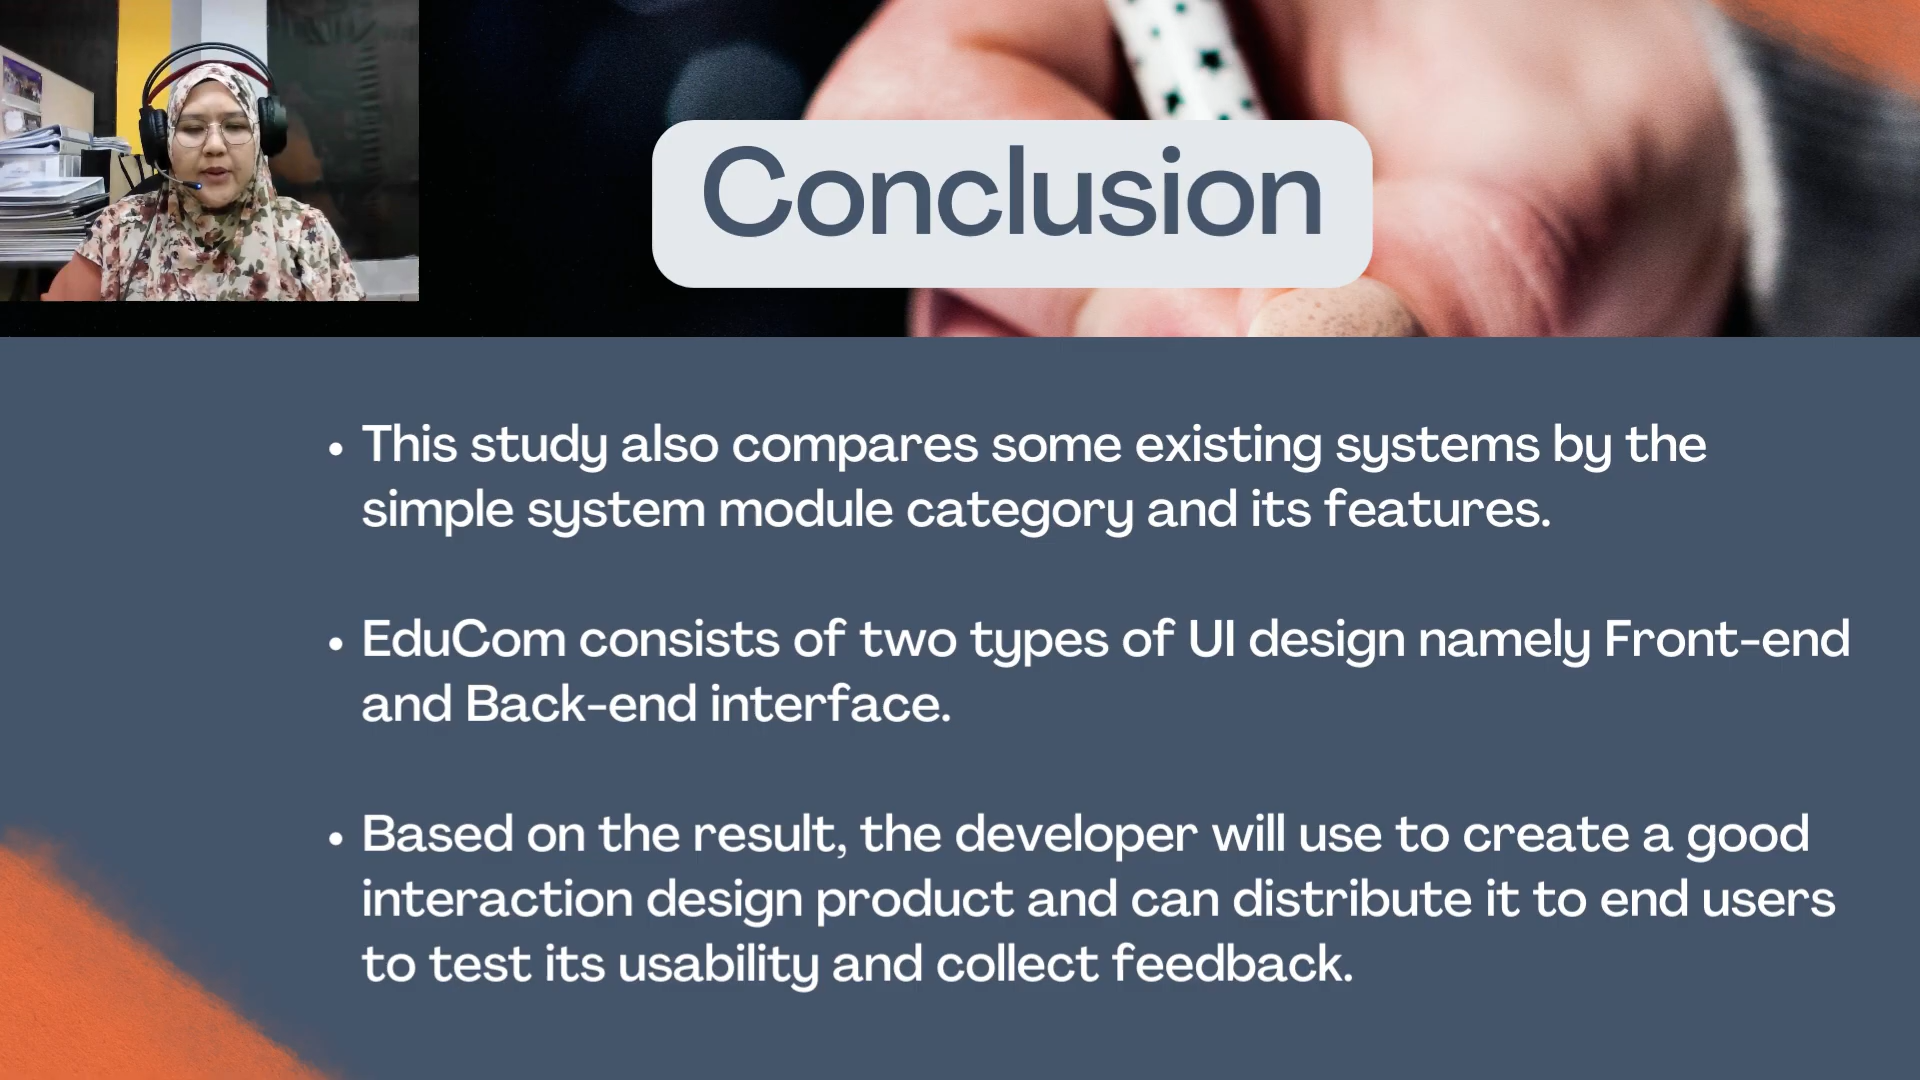 Conclusion
• This study also compares some existing systems by the
simple system module category and its features.
• EduCom consists of two types of UI design namely Front-end
and Back-end interface.
• Based on the result, the developer will use to create a good
interaction design product and can distribute it to end users
to test its usability and collect feedback.